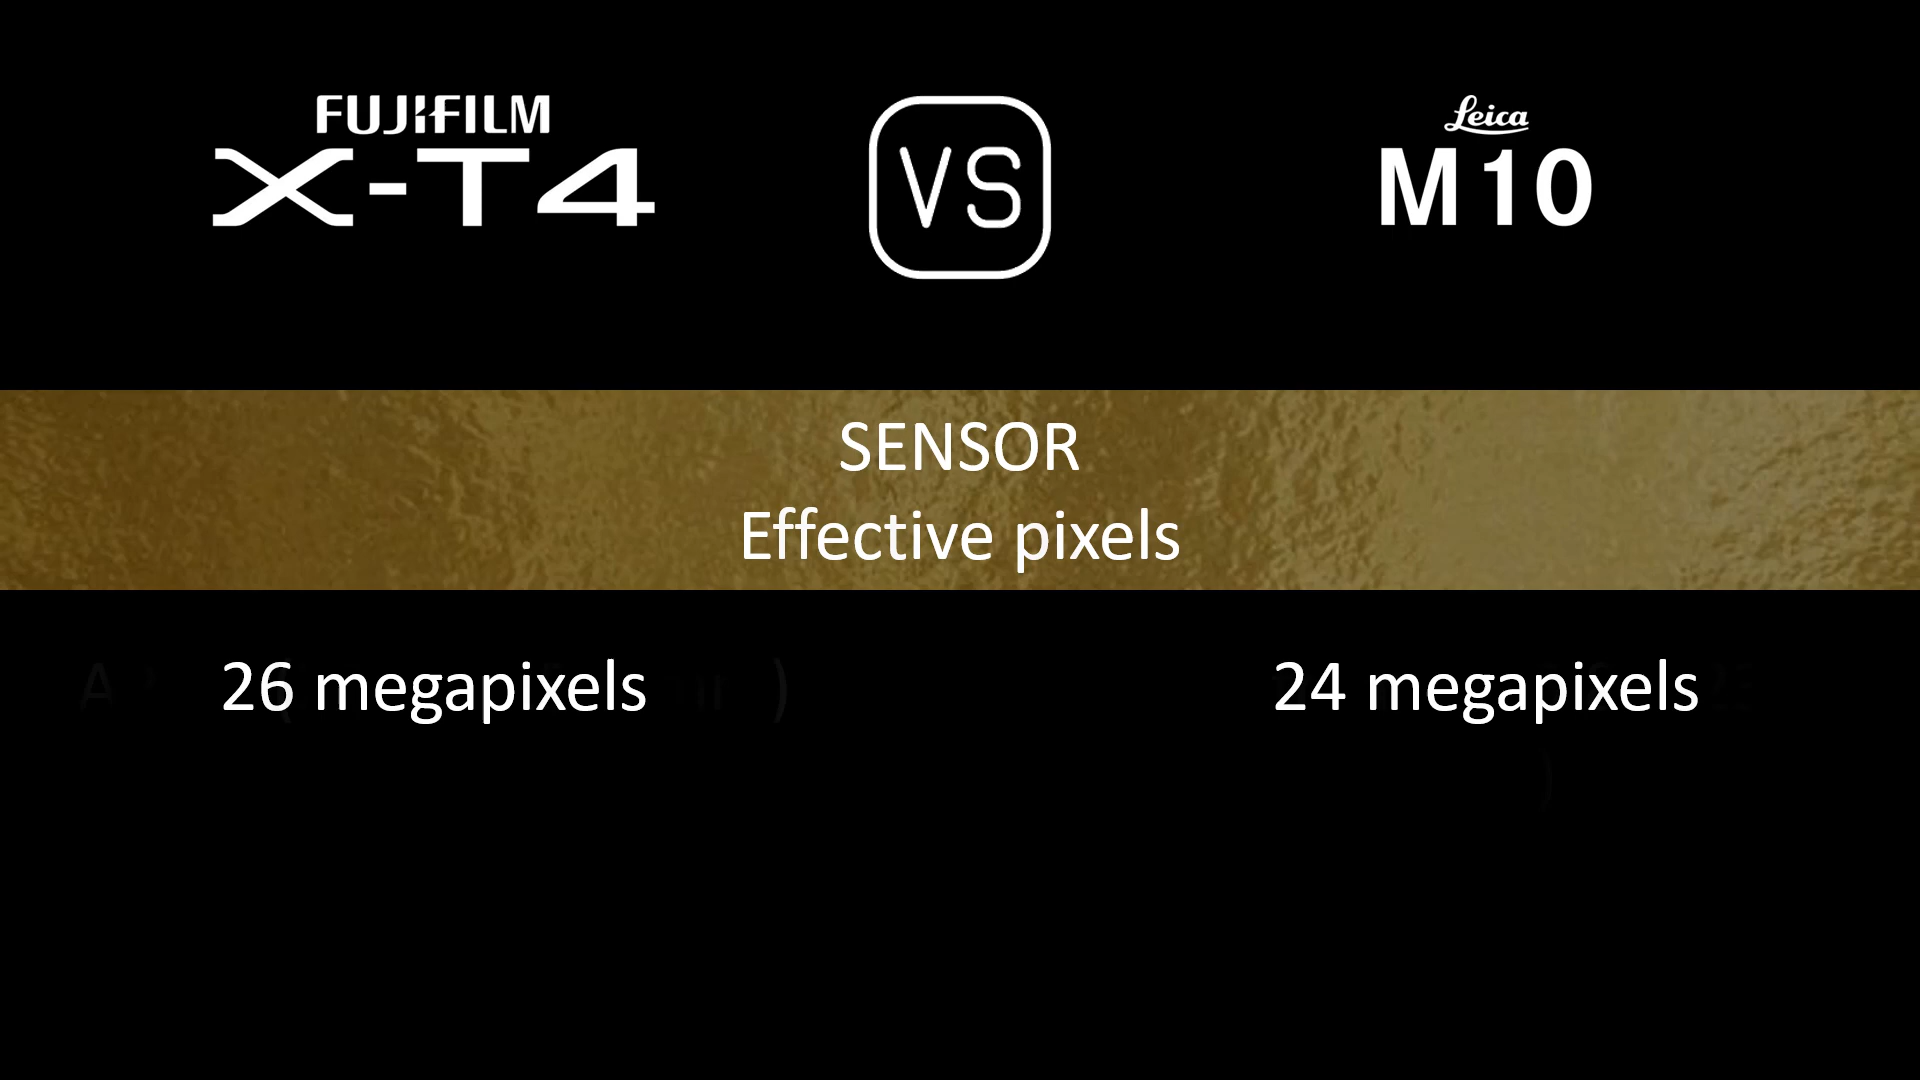 FUJIFILM
X-T4
VS
Leica
M10
SENSOR
Effective pixels
26 megapixels
24 megapixels